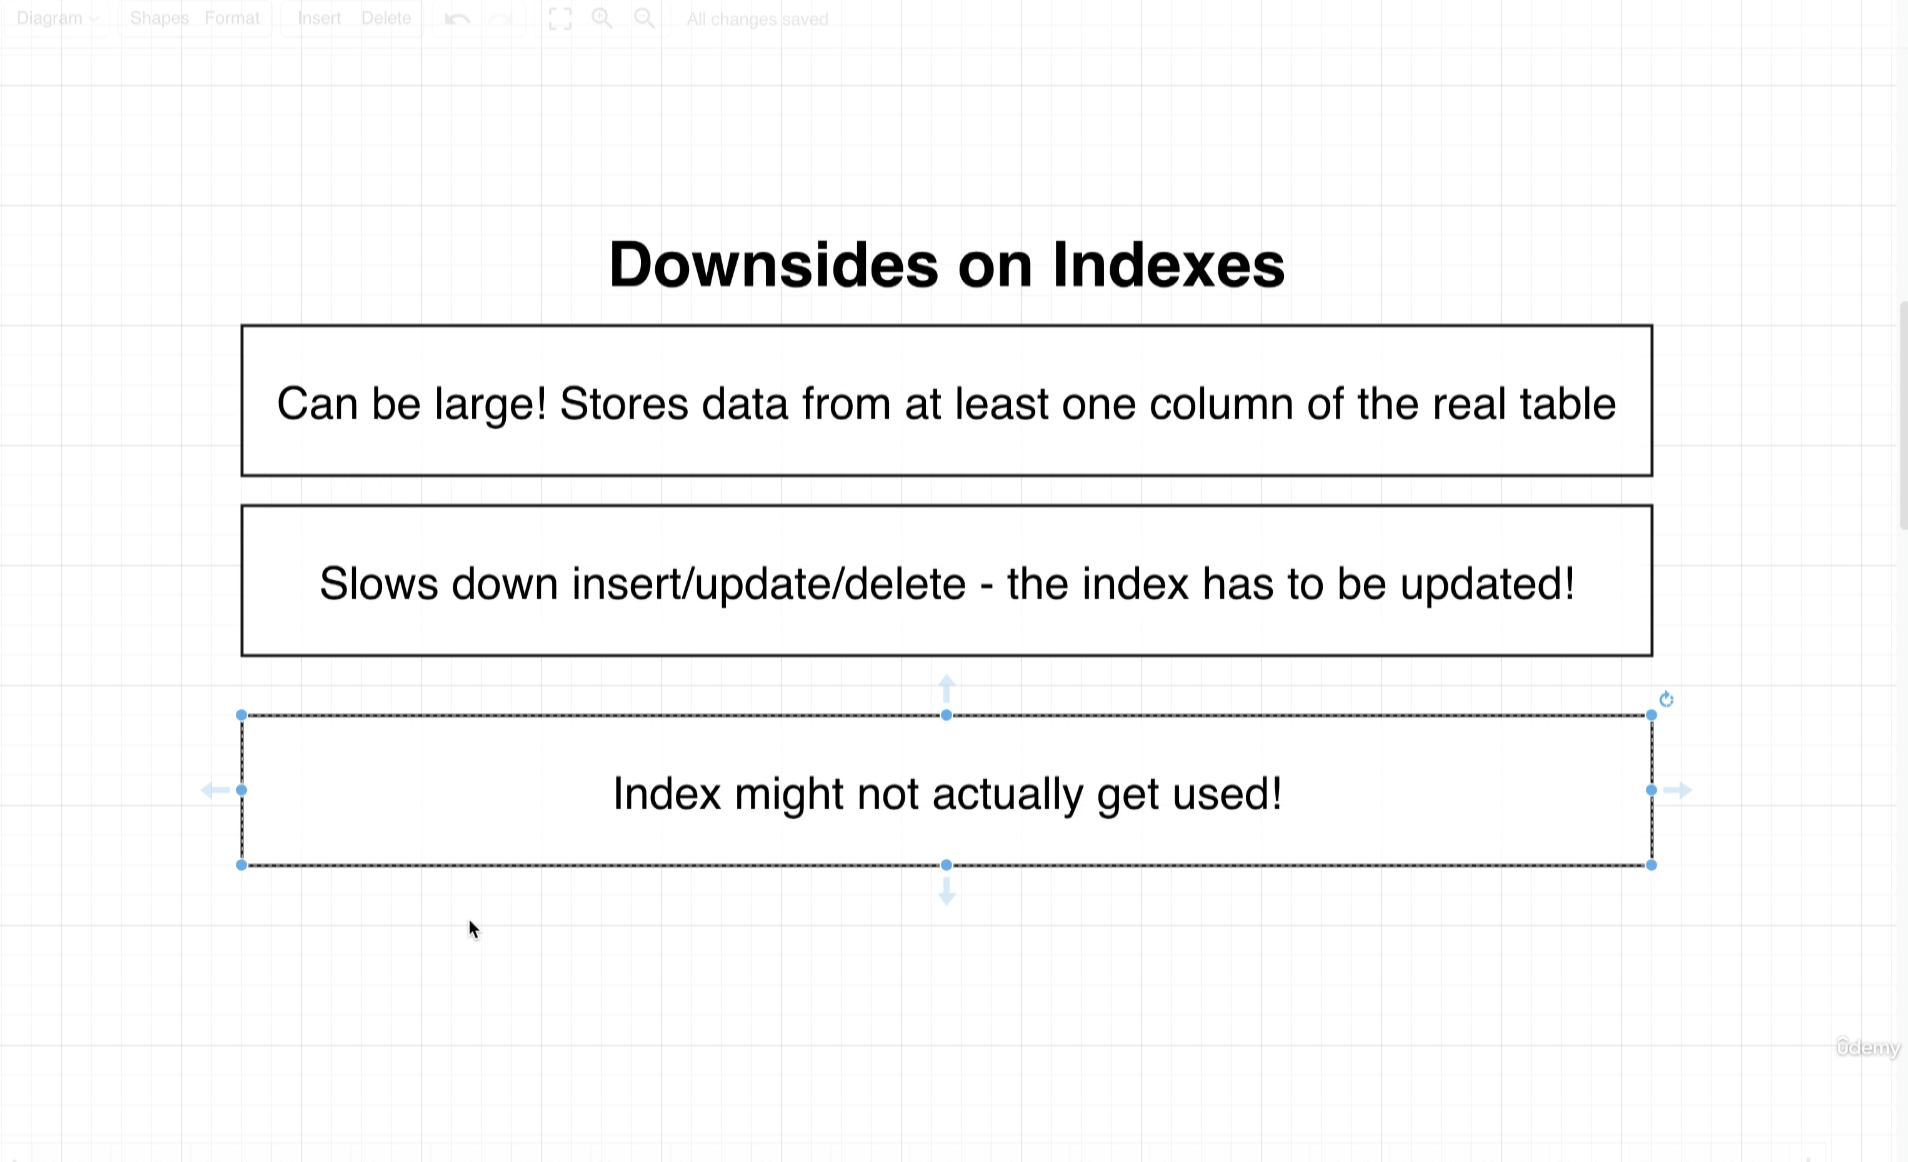 Diagram Shapes Format Insert Delete All changes saved
Downsides on Indexes
Can be large! Stores data from at least one column of the real table
Slows down insert/update/delete - the index has to be updated!
Index might not actually get used!
ûdemy